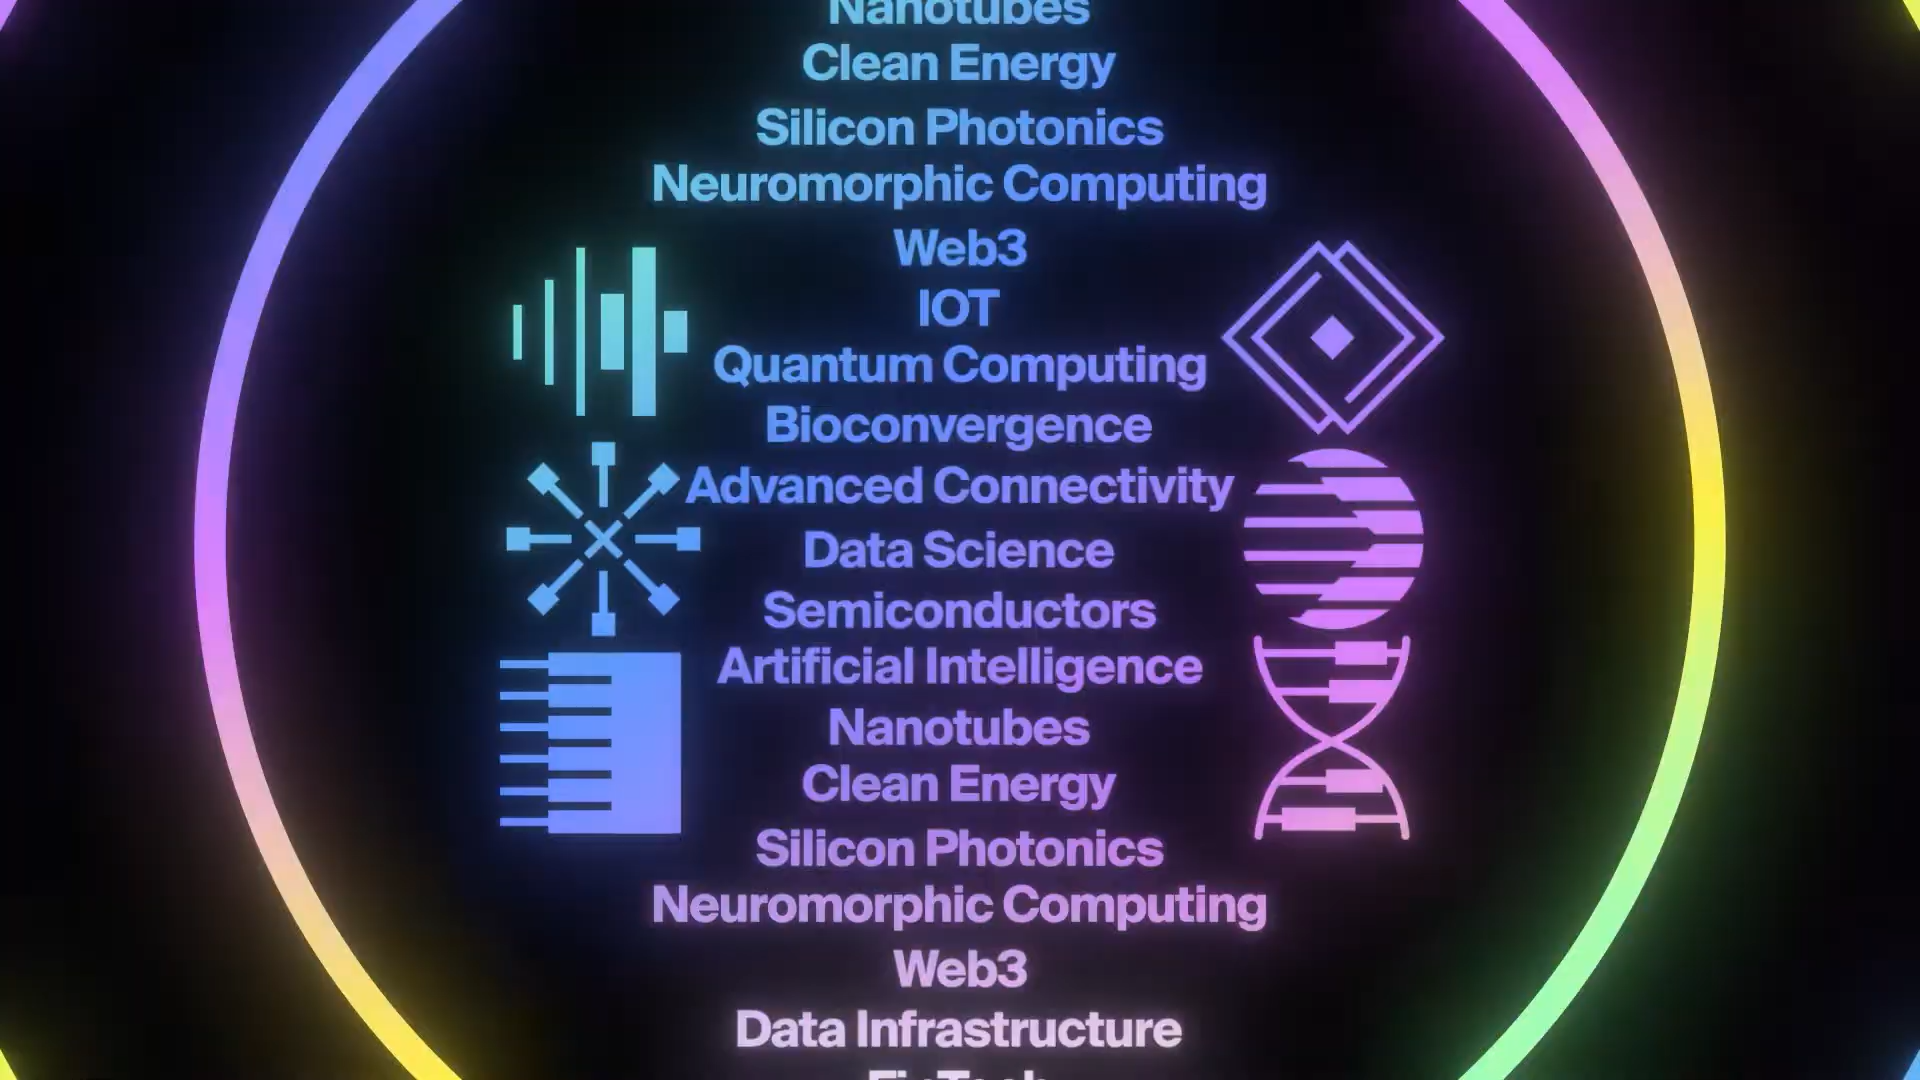 Nanotubes
Clean Energy
Silicon Photonics
Neuromorphic Computing
Web3
IOT
Quantum Computing
Bioconvergence
Advanced Connectivity
Data Science
Semiconductors
Artificial Intelligence
Nanotubes
Clean Energy
Silicon Photonics
Neuromorphic Computing
Web3
Data Infrastructure
FinTech